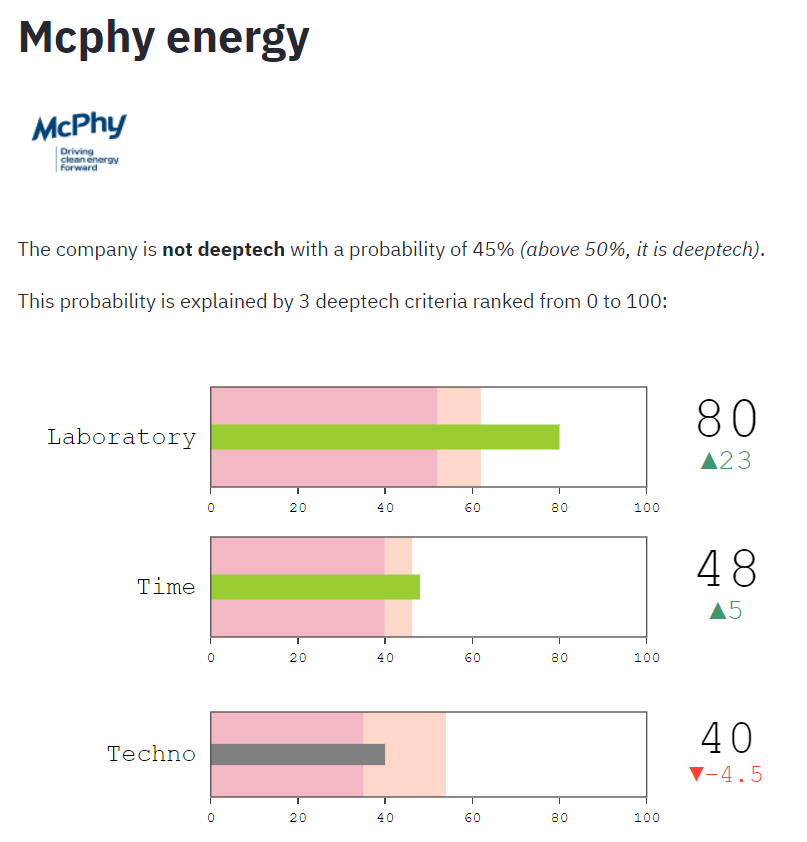 Mcphy energy
McPhy
Driving
clean energy
forward
The company is not deeptech with a probability of 45% (above 50%, it is deeptech).
This probability is explained by 3 deeptech criteria ranked from 0 to 100:
Laboratory
80
▲23
0 20 40 60 80 100
Time
48
▲5
0 20 40 60 80 100
Techno
40
▼-4.5
0 20 40 60 80 100